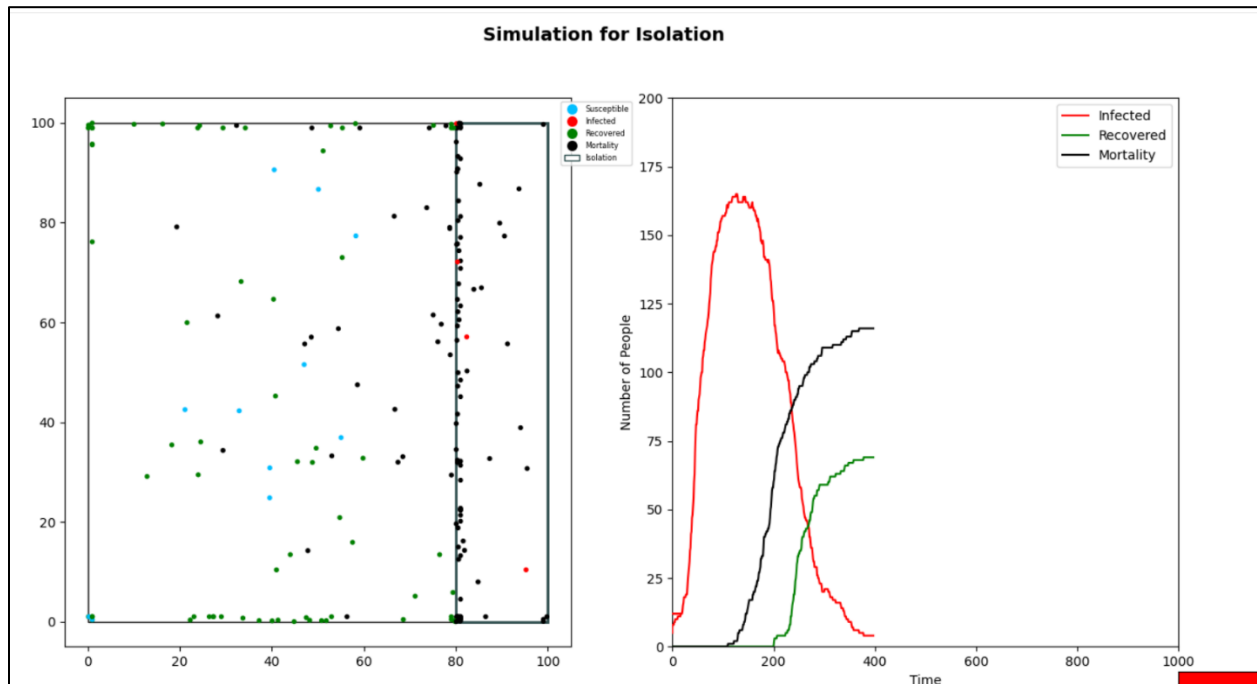 Simulation for Isolation
Susceptible
Infected
Recovered
Mortality
Isolation
100
80
60
40
20
0
0 20 40 60 80 100
Infected
Recovered
Mortality
200
175
150
125
100
75
50
25
0
Number of People
0 200 400 600 800 1000
Time